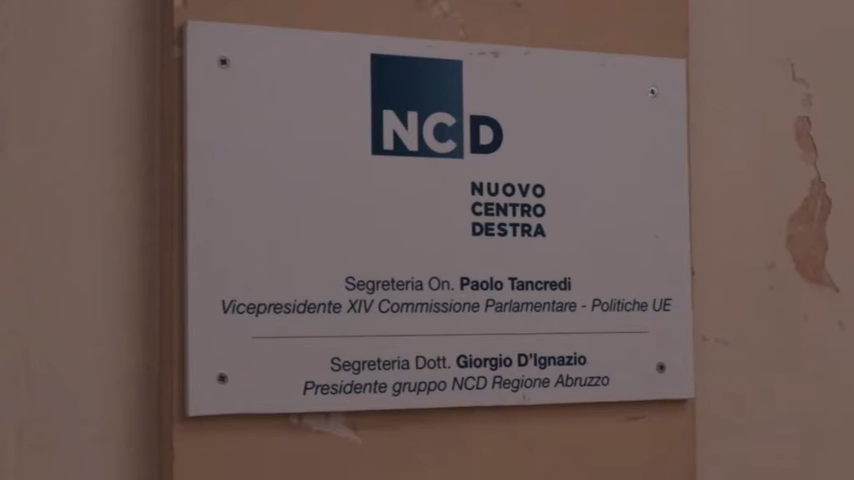 NCD
NUOVO
CENTRO
DESTRA
Segreteria On. Paolo Tancredi
Vicepresidente XIV Commissione Parlamentare - Politiche UE
Segreteria Dott. Giorgio D'Ignazio
Presidente gruppo NCD Regione Abruzzo